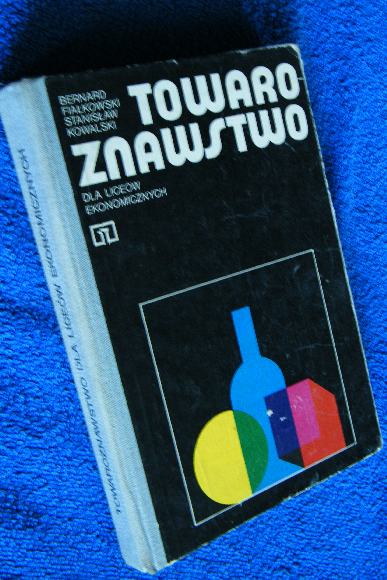 BERNARD
FIAŁKOWSKI
STANISŁAW
KOWALSKI
TOWARO
ZNAWSTWO
DLA LICEÓW
EKONOMICZNYCH
TOWAROZNAWSTWO DLA LICEÓW EKONOMICZNYCH